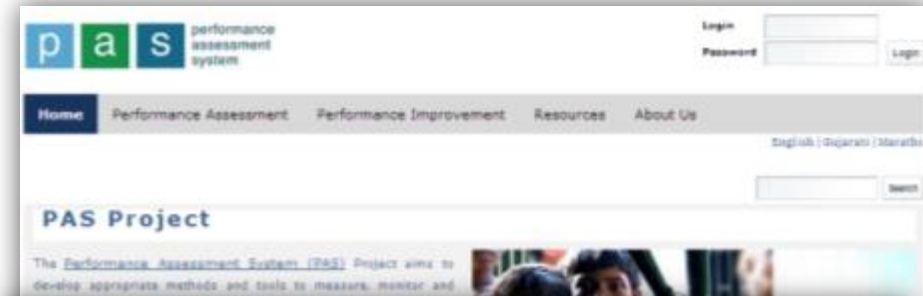 p a s performance
assessment
system
Login
Password
Login
Home Performance Assessment Performance Improvement Resources About Us
English | Gujarati | Marathi
Search
PAS Project
The Performance Assessment System (PAS) Project aims to
develop appropriate methods and tools to measure, monitor and